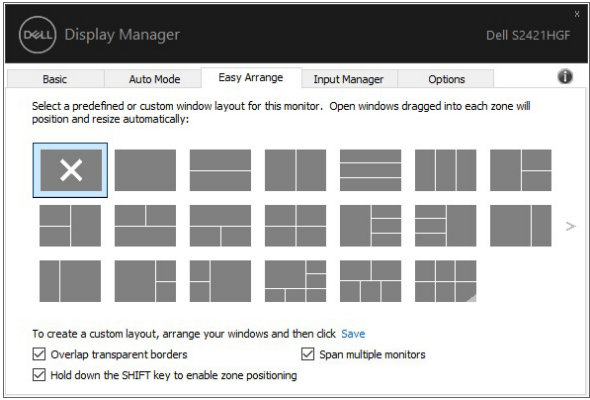 x
DELL Display Manager
Dell S2421HGF
Basic Auto Mode Easy Arrange Input Manager Options
Select a predefined or custom window layout for this monitor. Open windows dragged into each zone will
position and resize automatically:
To create a custom layout, arrange your windows and then click Save
Overlap transparent borders Span multiple monitors
Hold down the SHIFT key to enable zone positioning